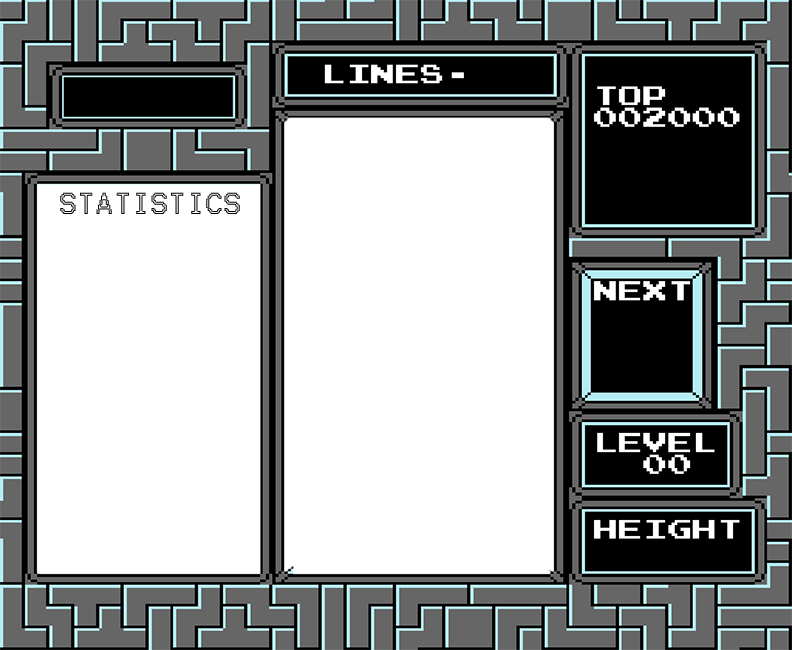 LINES-
TOP
002000
STATISTICS
NEXT
LEVEL
00
HEIGHT